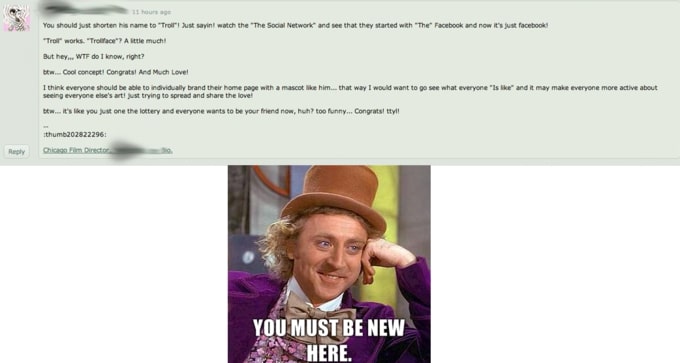 11 hours ago
You should just shorten his name to "Troll"! Just sayin! watch the "The Social Network" and see that they started with "The" Facebook and now it's just facebook!
"Troll" works. "Trollface"? A little much!
But hey,,, WTF do I know, right?
btw... Cool concept! Congrats! And Much Love!
I think everyone should be able to individually brand their home page with a mascot like him... that way I would want to go see what everyone "Is like" and it may make everyone more active about
seeing everyone else's art! just trying to spread and share the love!
btw... it's like you just one the lottery and everyone wants to be your friend now, huh? too funny... Congrats! ttyl!
--
:thumb202822296:
Reply
Chicago Film Director,
YOU MUST BE NEW
HERE.